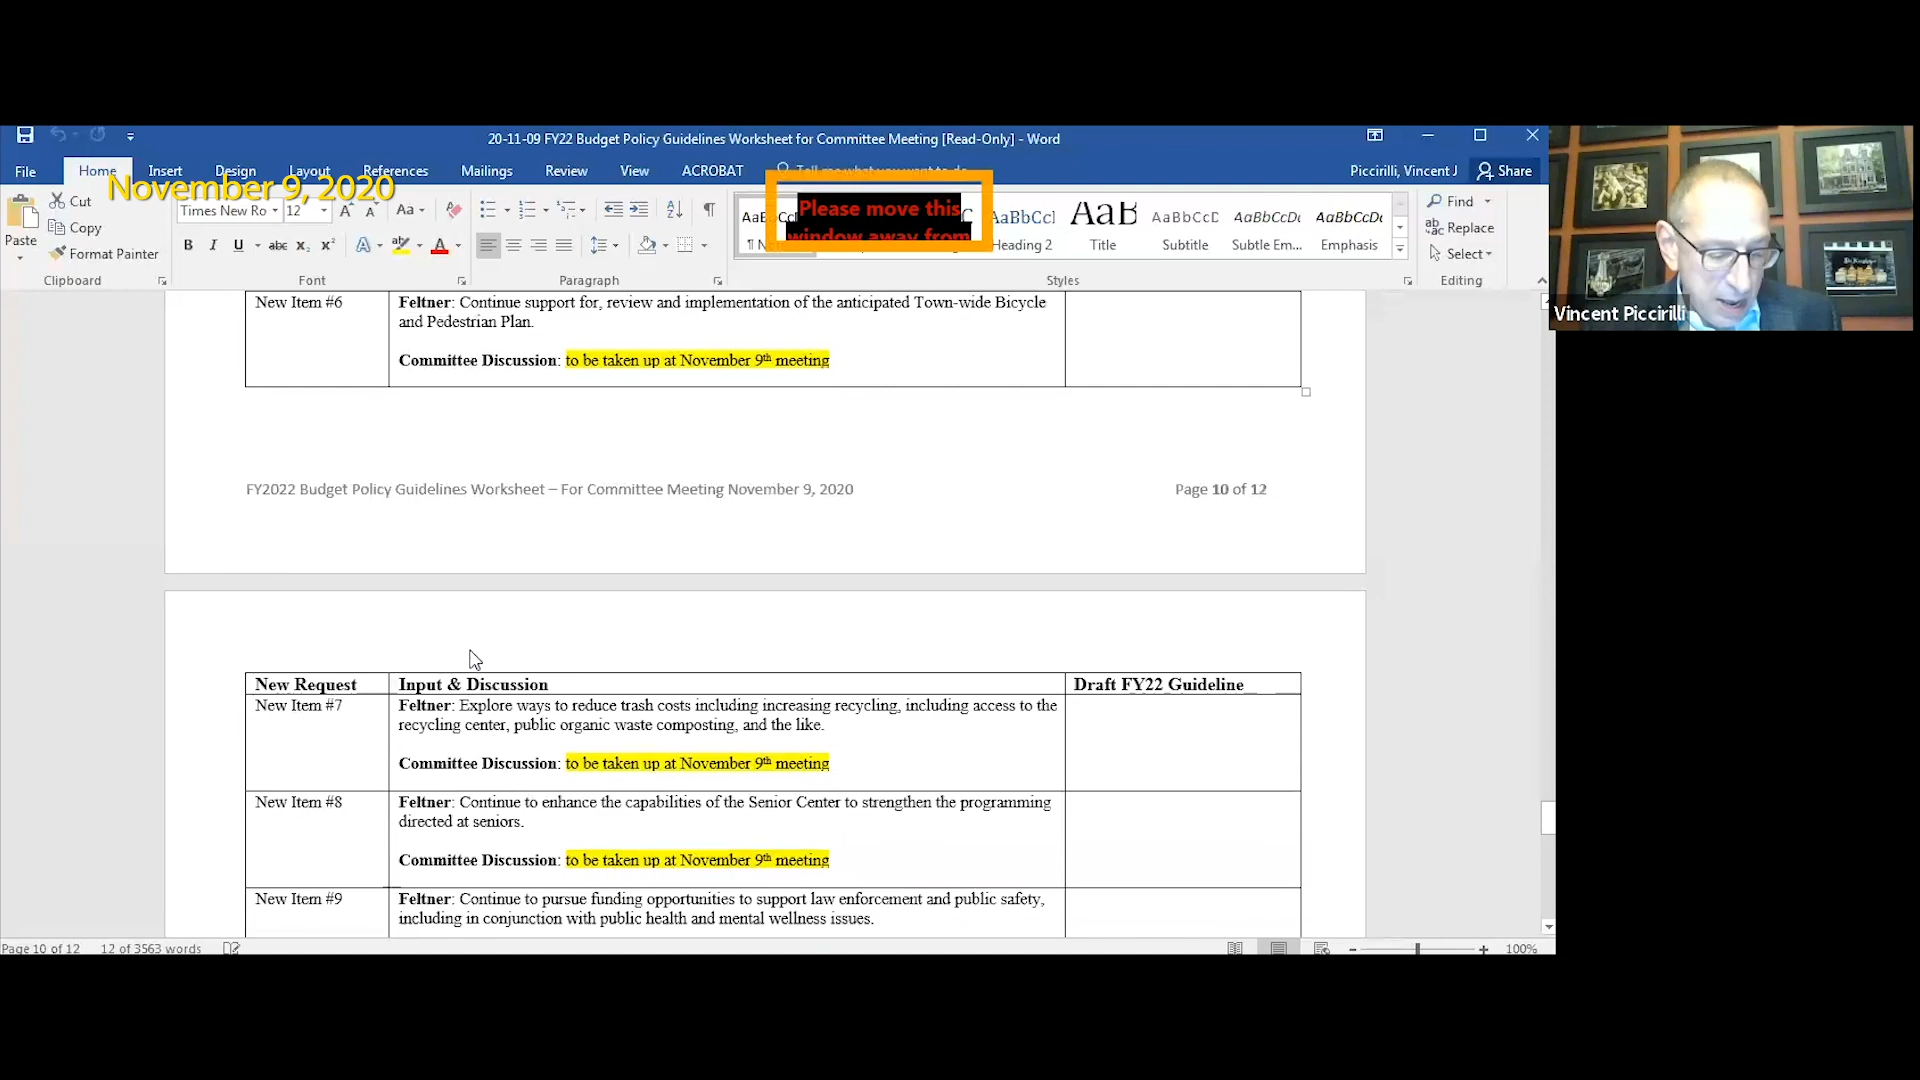 20-11-09 FY22 Budget Policy Guidelines Worksheet for Committee Meeting [Read-Only] - Word
File Home Insert Design Layout References Mailings Review View ACROBAT Tell me what you want to do... Piccirilli, Vincent J Share
November 9, 2020
Cut
Copy
Format Painter
Paste
Clipboard
Times New Ro 12
Font
Paragraph
Please move this
window away from
Heading 2
Title
Subtitle
Subtle Em...
Emphasis
Styles
Find
Replace
Select
Editing
Vincent Piccirilli
New Item #6
Feltner: Continue support for, review and implementation of the anticipated Town-wide Bicycle
and Pedestrian Plan.
Committee Discussion: to be taken up at November 9th meeting
FY2022 Budget Policy Guidelines Worksheet – For Committee Meeting November 9, 2020
Page 10 of 12
New Request Input & Discussion Draft FY22 Guideline
New Item #7
Feltner: Explore ways to reduce trash costs including increasing recycling, including access to the
recycling center, public organic waste composting, and the like.
Committee Discussion: to be taken up at November 9th meeting
New Item #8
Feltner: Continue to enhance the capabilities of the Senior Center to strengthen the programming
directed at seniors.
Committee Discussion: to be taken up at November 9th meeting
New Item #9
Feltner: Continue to pursue funding opportunities to support law enforcement and public safety,
including in conjunction with public health and mental wellness issues.
Page 10 of 12 12 of 3563 words 100%